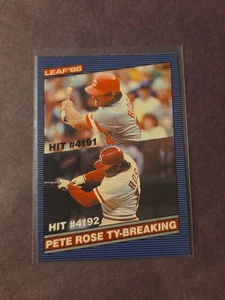 LEAF '86
HIT #4191
HIT #4192
PETE ROSE TY-BREAKING